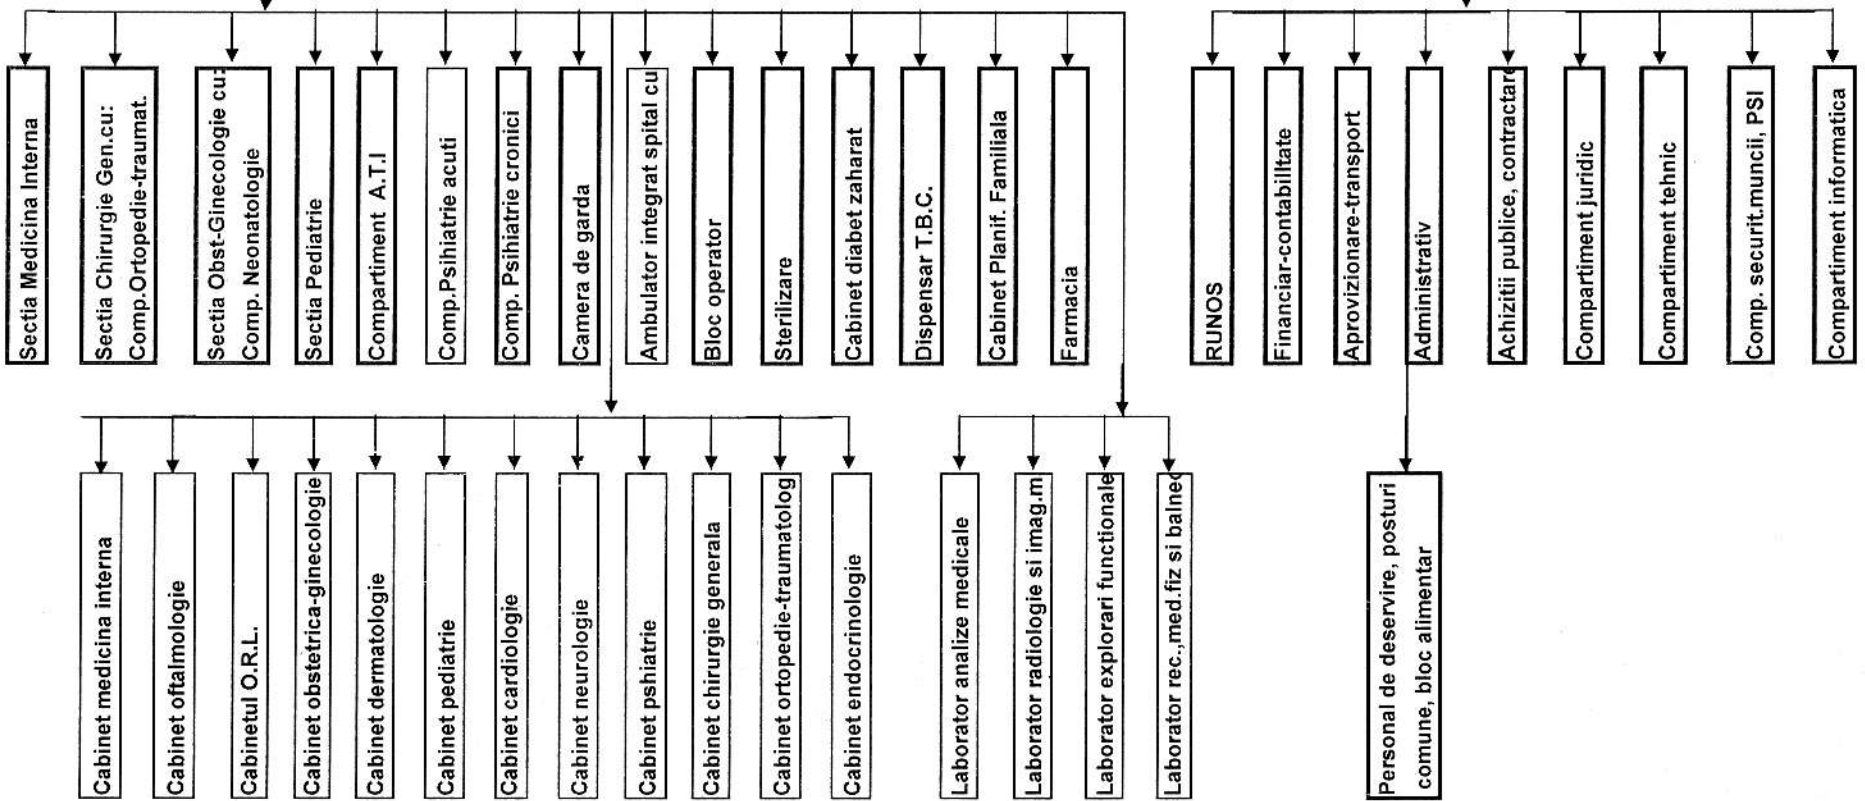 Sectia Medicina Interna
Sectia Chirurgie Gen.cu:
Comp.Ortopedie-traumat.
Sectia Obst-Ginecologie cu:
Comp. Neonatologie
Sectia Pediatrie
Compartiment A.T.I
Comp.Psihiatrie acuti
Comp. Psihiatrie cronici
Camera de garda
Ambulator integrat spital cu
Bloc operator
Sterilizare
Cabinet diabet zaharat
Dispensar T.B.C.
Cabinet Planif. Familiala
Farmacia
RUNOS
Financiar-contabiltate
Aprovizionare-transport
Administrativ
Achizitii publice, contractare
Compartiment juridic
Compartiment tehnic
Comp. securit.muncii, PSI
Compartiment informatica
Cabinet medicina interna
Cabinet oftalmologie
Cabinetul O.R.L.
Cabinet obstetrica-ginecologie
Cabinet dermatologie
Cabinet pediatrie
Cabinet cardiologie
Cabinet neurologie
Cabinet pshiatrie
Cabinet chirurgie generala
Cabinet ortopedie-traumatolog
Cabinet endocrinologie
Laborator analize medicale
Laborator radiologie si imag.m
Laborator explorari functionale
Laborator rec.,med.fiz si balneo
Personal de deservire, posturi
comune, bloc alimentar